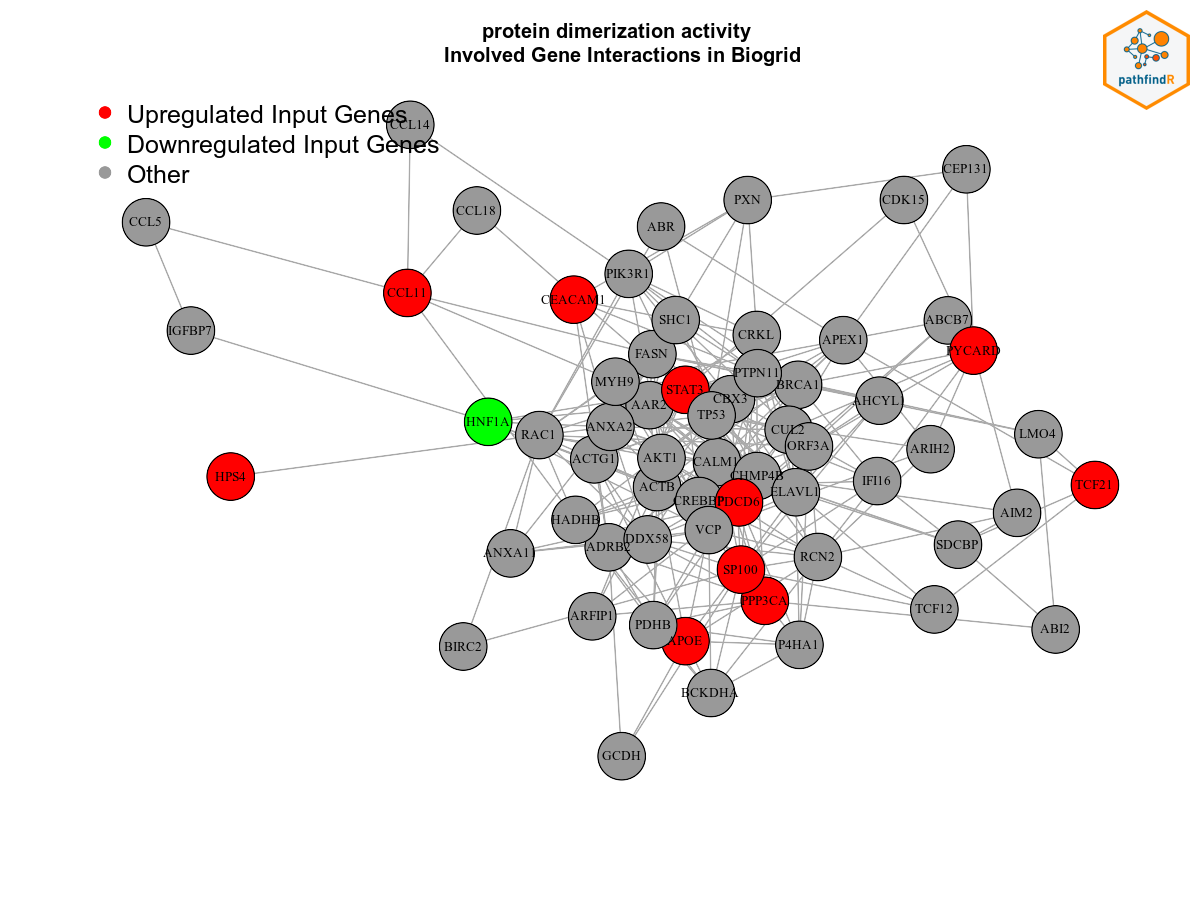 protein dimerization activity
Involved Gene Interactions in Biogrid
pathfindR
Upregulated Input Genes
Downregulated Input Genes
Other
CCL14
CEP131
PXN
CDK15
CCL18
CCL5
ABR
PIK3R1
CCL11
CEACAM1
SHC1
ABCB7
IGFBP7
CRKL
APEX1
PYCARD
FASN
PTPN11
MYH9
STAT3
BRCA1
CBX3
AHCYL1
TAAR2
TP53
HNF1A
ANXA2
RAC1
CUL2
LMO4
ORF3A
ARIH2
ACTG1
AKT1
CALM1
HPS4
CHMP4B
IFI16
TCF21
ACTB
ELAVL1
CREBBP
PDCD6
AIM2
HADHB
VCP
DDX58
SDCBP
ADRB2
ANXA1
RCN2
SP100
PPP3CA
TCF12
ARFIP1
PDHB
ABI2
APOE
P4HA1
BIRC2
BCKDHA
GCDH